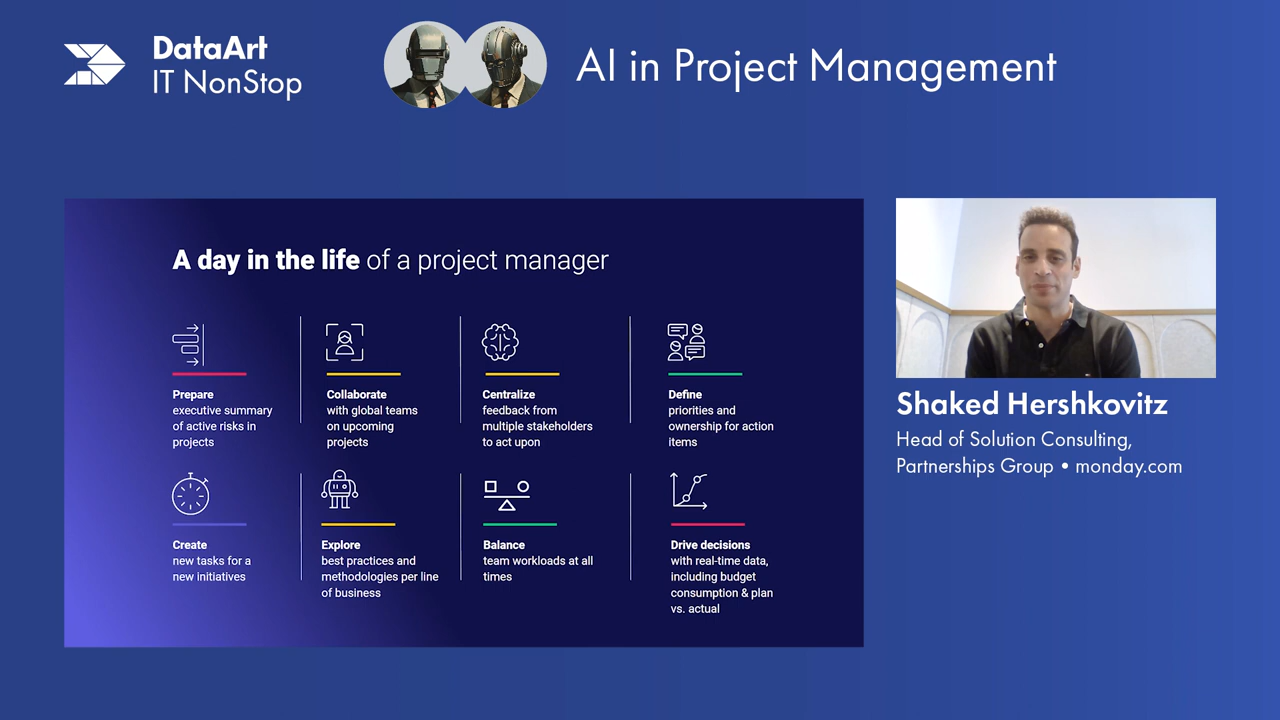 DataArt
IT NonStop
AI in Project Management
A day in the life of a project manager
Prepare
executive summary
of active risks in
projects
Collaborate
with global teams
on upcoming
projects
Centralize
feedback from
multiple stakeholders
to act upon
Define
priorities and
ownership for action
items
Create
new tasks for a
new initiatives
Explore
best practices and
methodologies per line
of business
Balance
team workloads at all
times
Drive decisions
with real-time data,
including budget
consumption & plan
vs. actual
Shaked Hershkovitz
Head of Solution Consulting,
Partnerships Group • monday.com